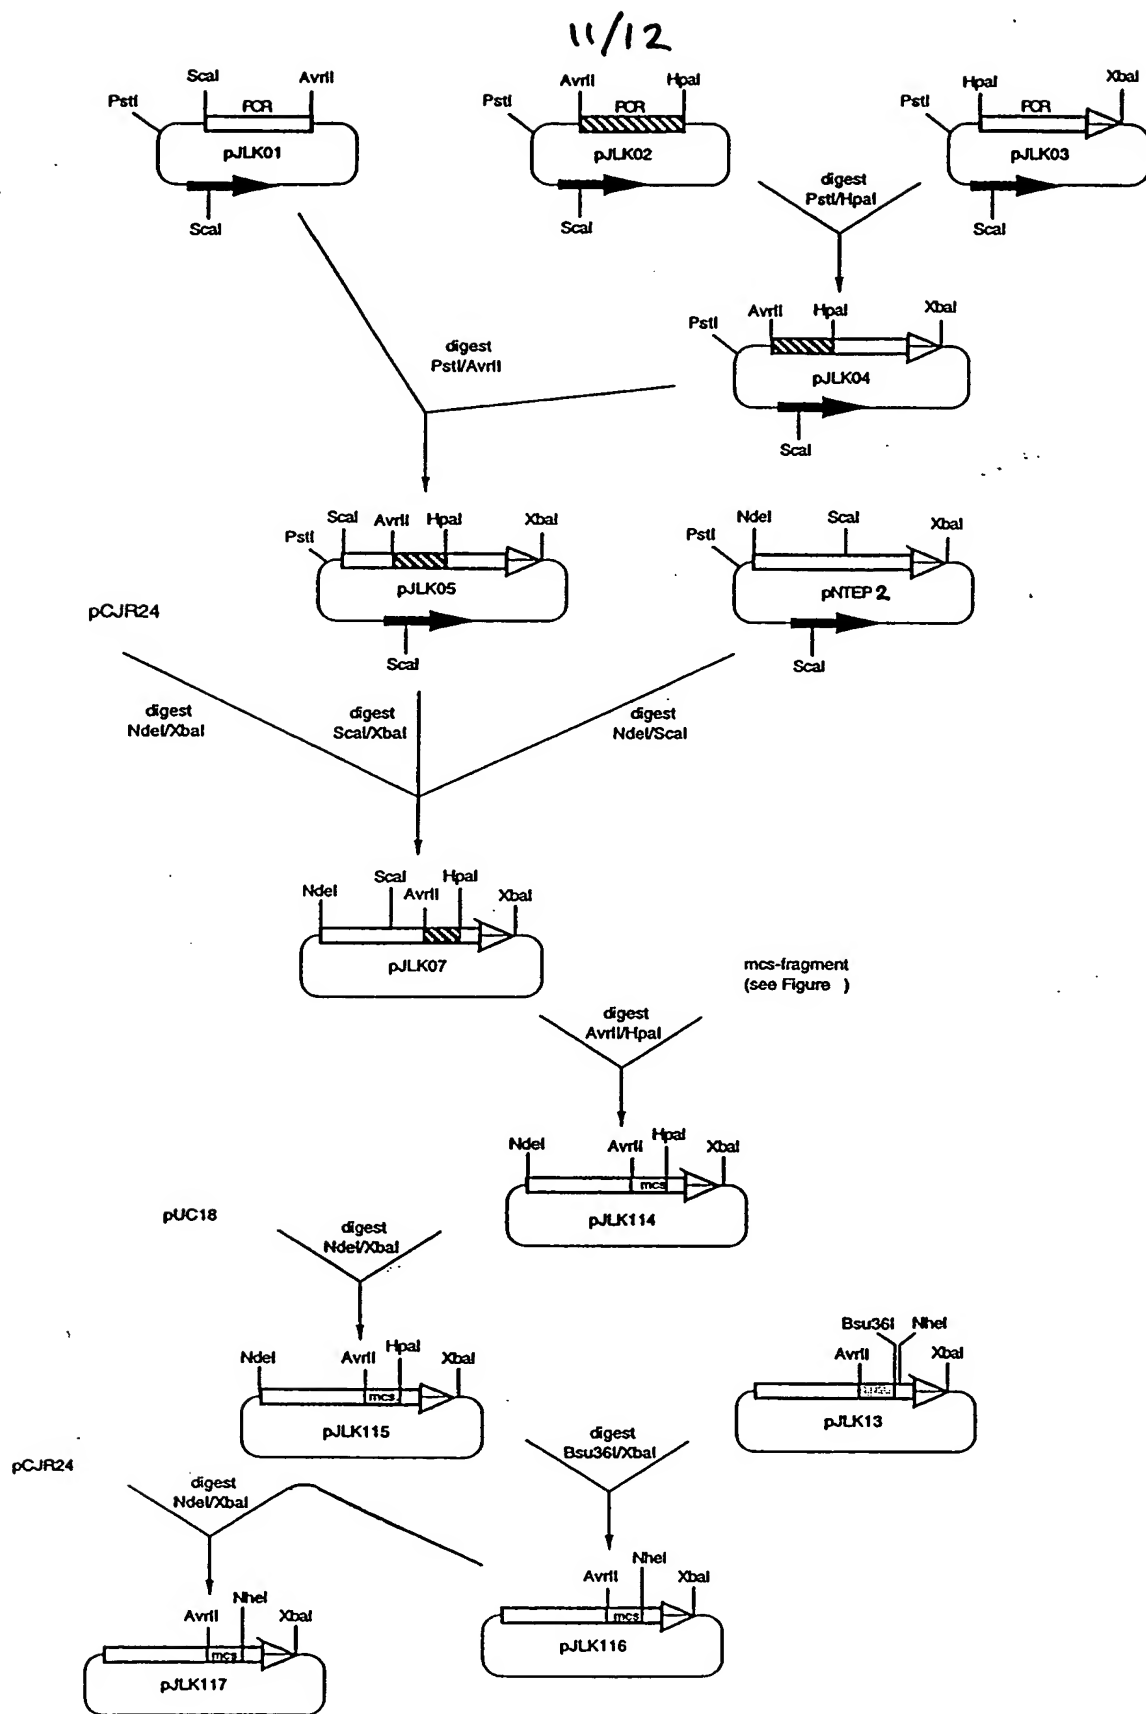 11/12
ScaI
AvrII
PstI
PCR
pJLK01
ScaI
AvrII
HpaI
PstI
PCR
pJLK02
ScaI
HpaI
XbaI
PstI
PCR
pJLK03
ScaI
digest
PstI/HpaI
AvrII
HpaI
XbaI
PstI
pJLK04
ScaI
digest
PstI/AvrII
ScaI
AvrII
HpaI
XbaI
PstI
pJLK05
ScaI
NdeI
ScaI
XbaI
PstI
pNTEP2
ScaI
pCJR24
digest
NdeI/XbaI
digest
ScaI/XbaI
digest
NdeI/ScaI
NdeI
ScaI
AvrII
HpaI
XbaI
pJLK07
mcs-fragment
(see Figure )
digest
AvrII/HpaI
NdeI
AvrII
HpaI
XbaI
mcs
pJLK114
pUC18
digest
NdeI/XbaI
NdeI
AvrII
HpaI
XbaI
mcs
pJLK115
Bsu36I
NheI
AvrII
XbaI
pJLK13
digest
Bsu36I/XbaI
pCJR24
digest
NdeI/XbaI
AvrII
NheI
XbaI
mcs
pJLK116
AvrII
NheI
XbaI
mcs
pJLK117